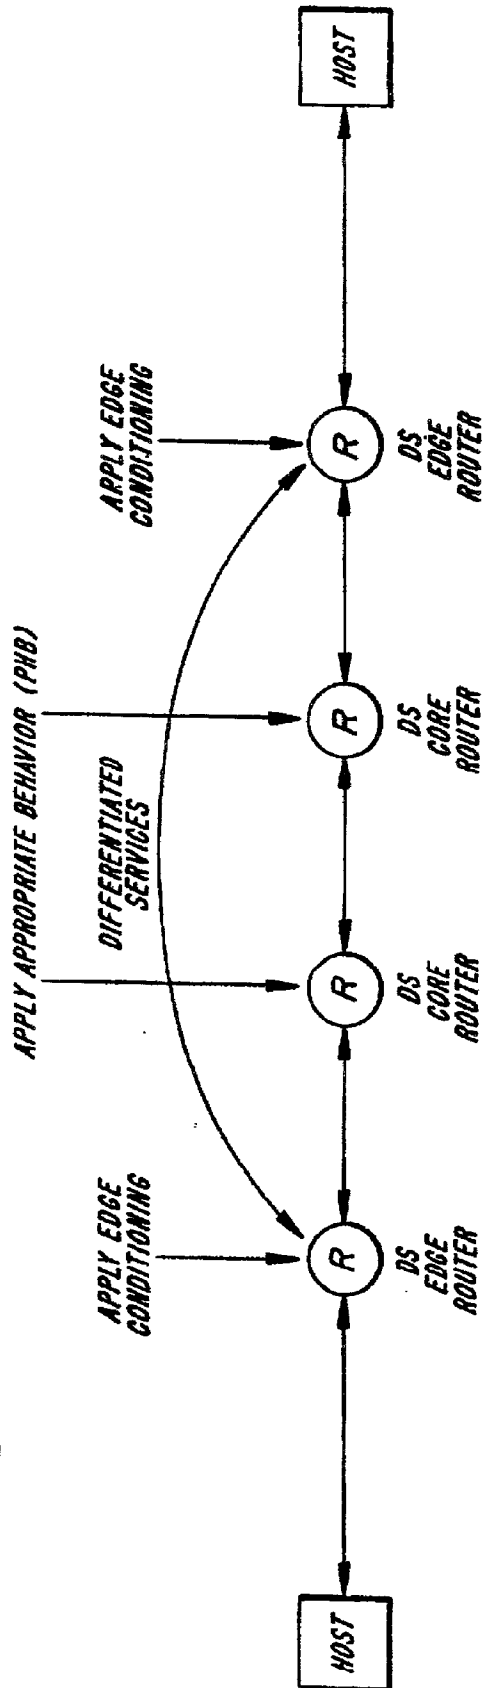 APPLY APPROPRIATE BEHAVIOR (PHB)
APPLY EDGE
CONDITIONING
DIFFERENTIATED
SERVICES
APPLY EDGE
CONDITIONING
HOST
R
R
R
R
HOST
DS
EDGE
ROUTER
DS
CORE
ROUTER
DS
CORE
ROUTER
DS
EDGE
ROUTER